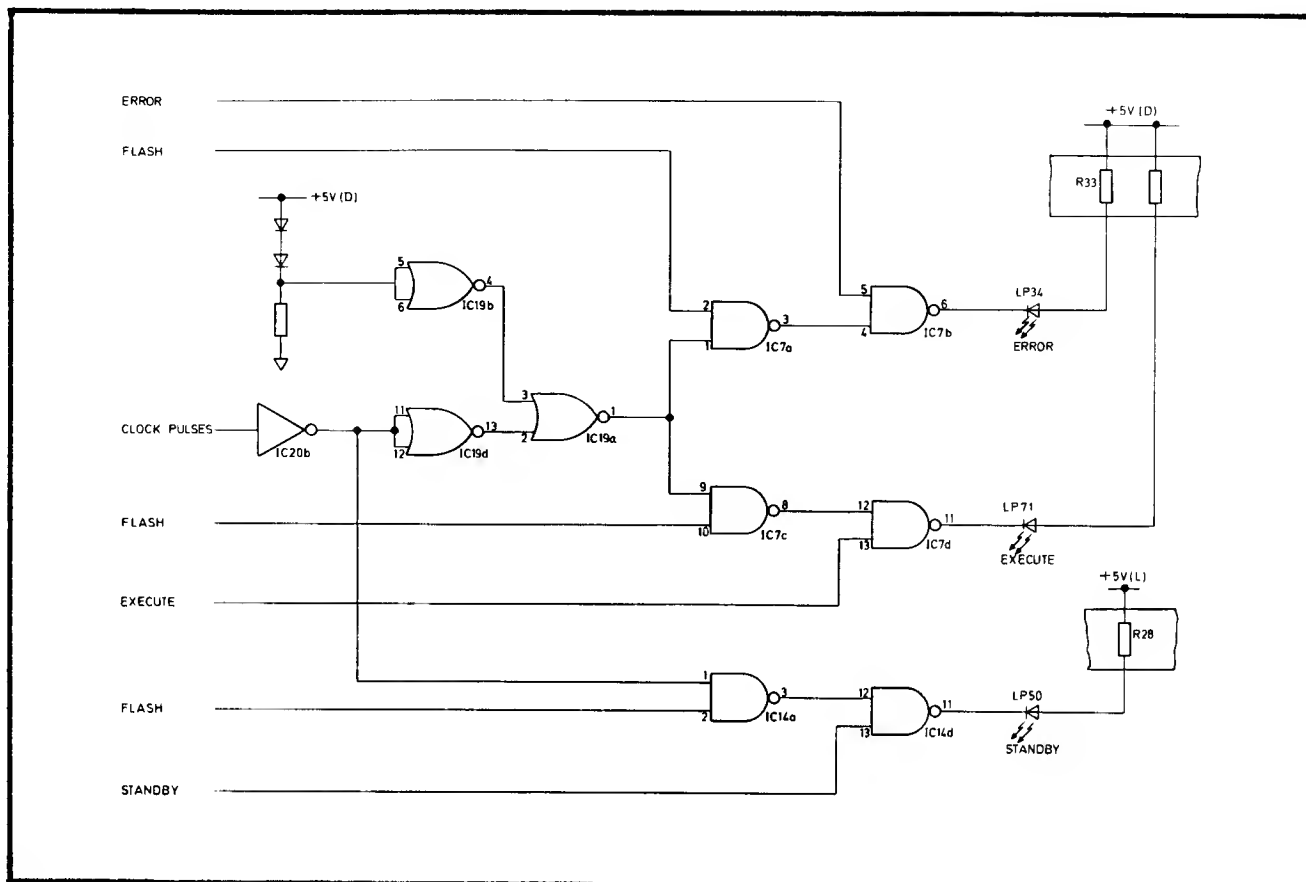 ERROR
FLASH
+5V (D)
5
6
4
IC19b
CLOCK PULSES
IC20b
11
12
13
IC19d
3
2
1
IC19a
2
1
3
IC7a
5
4
6
IC7b
LP34
ERROR
+5V (D)
R33
9
10
8
IC7c
FLASH
12
13
11
IC7d
LP71
EXECUTE
EXECUTE
+5V (L)
R28
1
2
3
IC14a
FLASH
12
13
11
IC14d
LP50
STANDBY
STANDBY